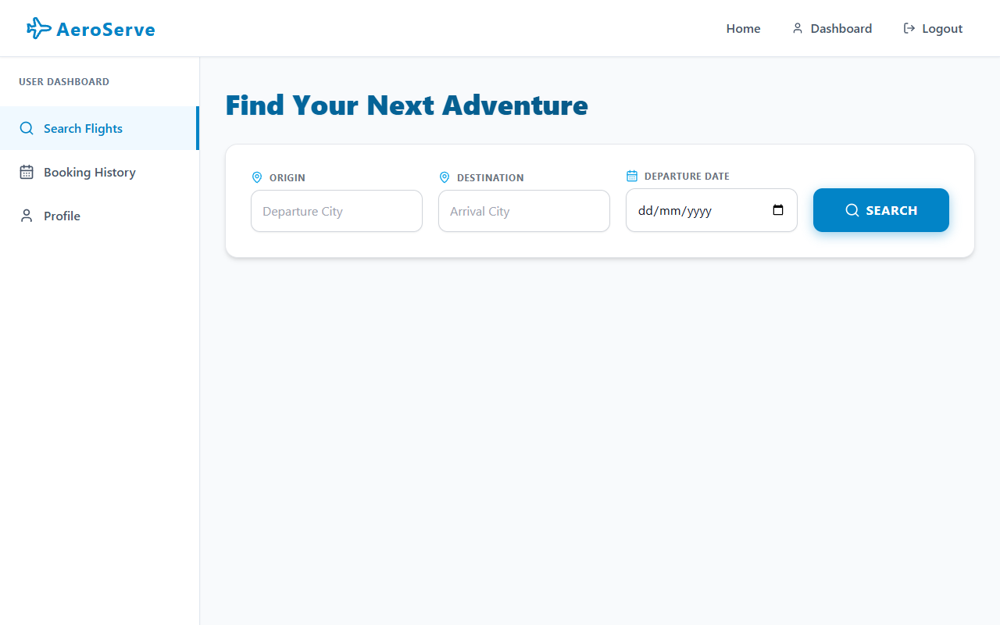 AeroServe
Home
Dashboard
Logout
USER DASHBOARD
Search Flights
Booking History
Profile
Find Your Next Adventure
ORIGIN
Departure City
DESTINATION
Arrival City
DEPARTURE DATE
dd/mm/yyyy
SEARCH